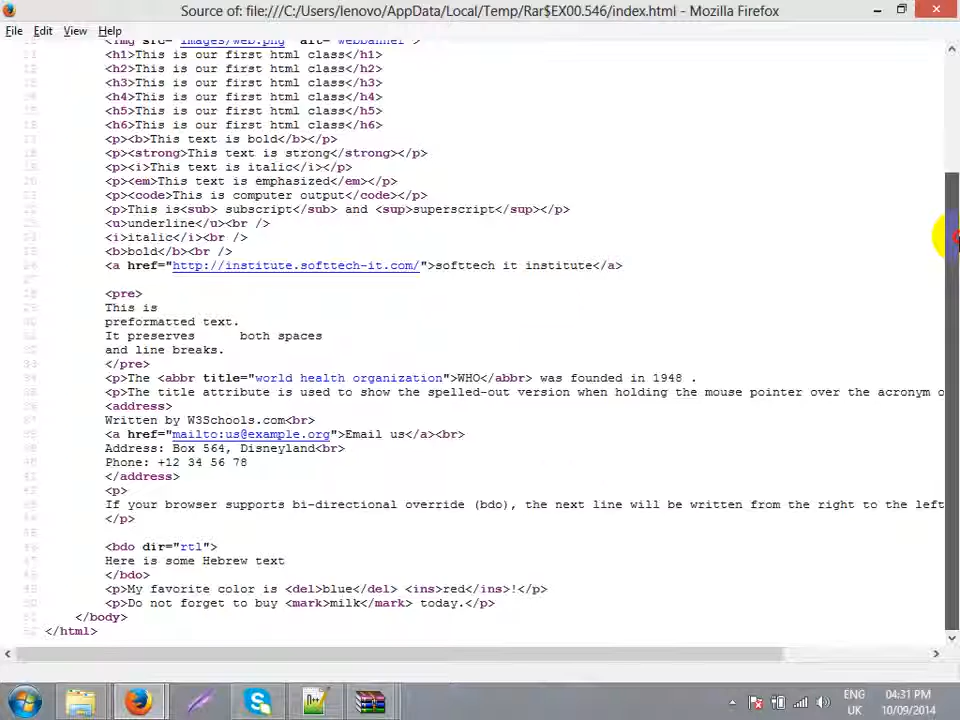 Source of: file:///C:/Users/lenovo/AppData/Local/Temp/Rar$EX00.546/index.html - Mozilla Firefox
File Edit View Help
<img src="images/web.png" alt="webbanner">
<h1>This is our first html class</h1>
<h2>This is our first html class</h2>
<h3>This is our first html class</h3>
<h4>This is our first html class</h4>
<h5>This is our first html class</h5>
<h6>This is our first html class</h6>
<p><b>This text is bold</b></p>
<p><strong>This text is strong</strong></p>
<p><i>This text is italic</i></p>
<p><em>This text is emphasized</em></p>
<p><code>This is computer output</code></p>
<p>This is<sub> subscript</sub> and <sup>superscript</sup></p>
<u>underline</u><br />
<i>italic</i><br />
<b>bold</b><br />
<a href="http://institute.softtech-it.com/">softtech it institute</a>
<pre>
This is
preformatted text.
It preserves      both spaces
and line breaks.
</pre>
<p>The <abbr title="world health organization">WHO</abbr> was founded in 1948 .
<p>The title attribute is used to show the spelled-out version when holding the mouse pointer over the acronym o
<address>
Written by W3Schools.com<br>
<a href="mailto:us@example.org">Email us</a><br>
Address: Box 564, Disneyland<br>
Phone: +12 34 56 78
</address>
<p>
If your browser supports bi-directional override (bdo), the next line will be written from the right to the left
</p>
<bdo dir="rtl">
Here is some Hebrew text
</bdo>
<p>My favorite color is <del>blue</del> <ins>red</ins>!</p>
<p>Do not forget to buy <mark>milk</mark> today.</p>
</body>
</html>
ENG 04:31 PM
UK 10/09/2014